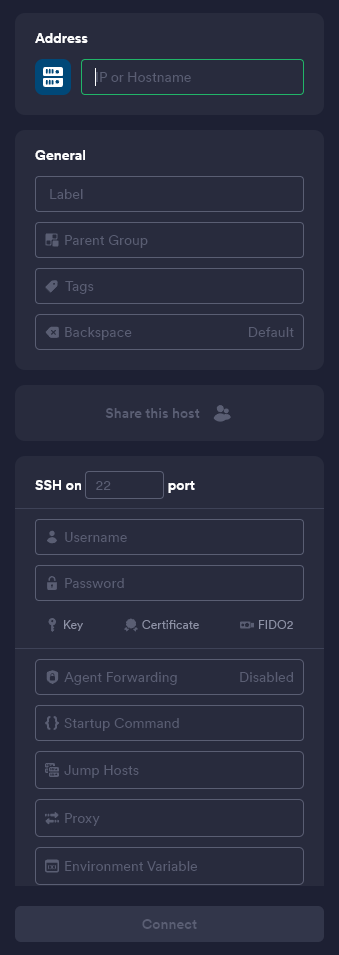 Address
IP or Hostname
General
Label
Parent Group
Tags
Backspace Default
Share this host
SSH on 22 port
Username
Password
Key Certificate FIDO2
Agent Forwarding Disabled
Startup Command
Jump Hosts
Proxy
Environment Variable
Connect